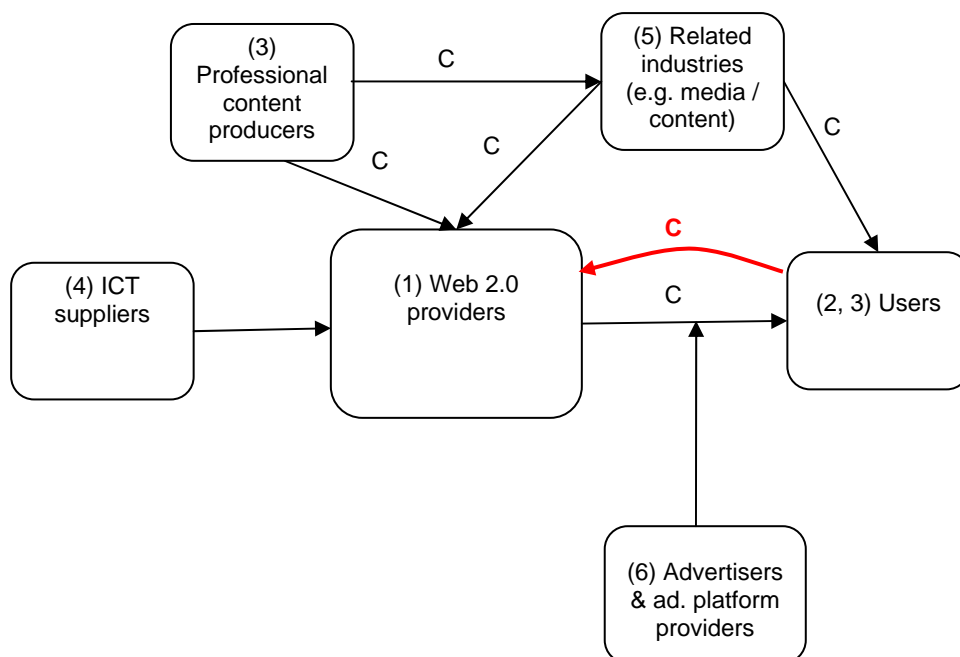 (3)
Professional
content
producers
C
(5) Related
industries
(e.g. media /
content)
C
C
C
C
(4) ICT
suppliers
(1) Web 2.0
providers
C
(2, 3) Users
(6) Advertisers
& ad. platform
providers